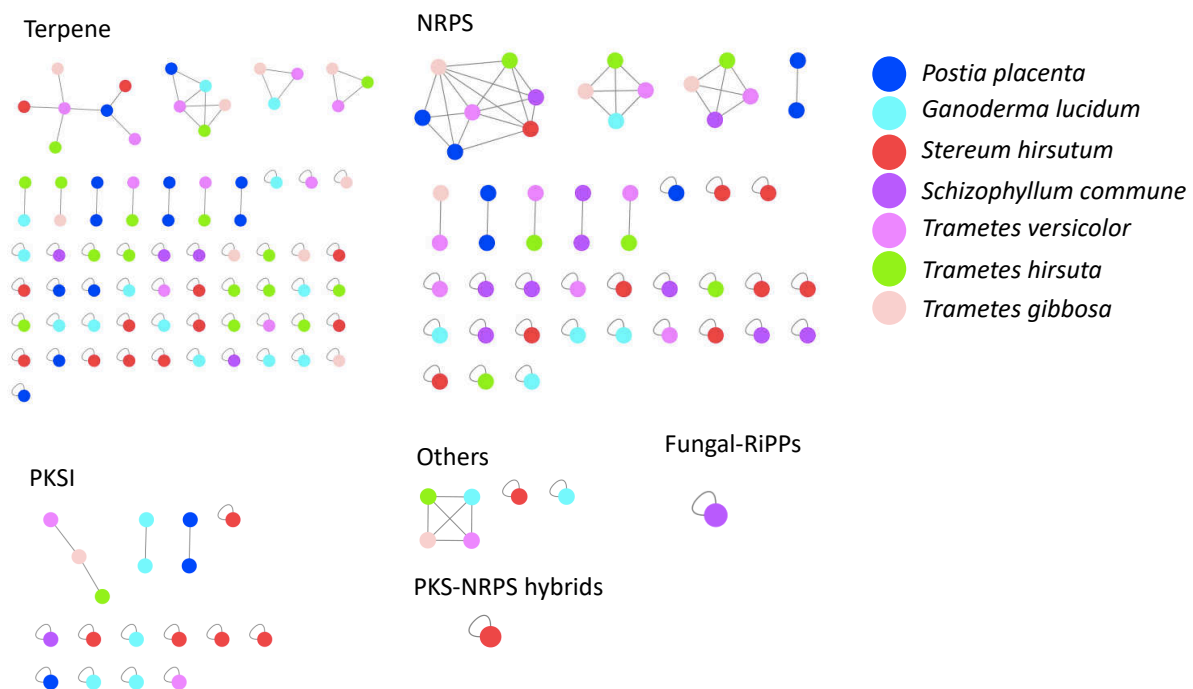 Terpene
NRPS
Postia placenta
Ganoderma lucidum
Stereum hirsutum
Schizophyllum commune
Trametes versicolor
Trametes hirsuta
Trametes gibbosa
PKSI
Others
Fungal-RiPPs
PKS-NRPS hybrids